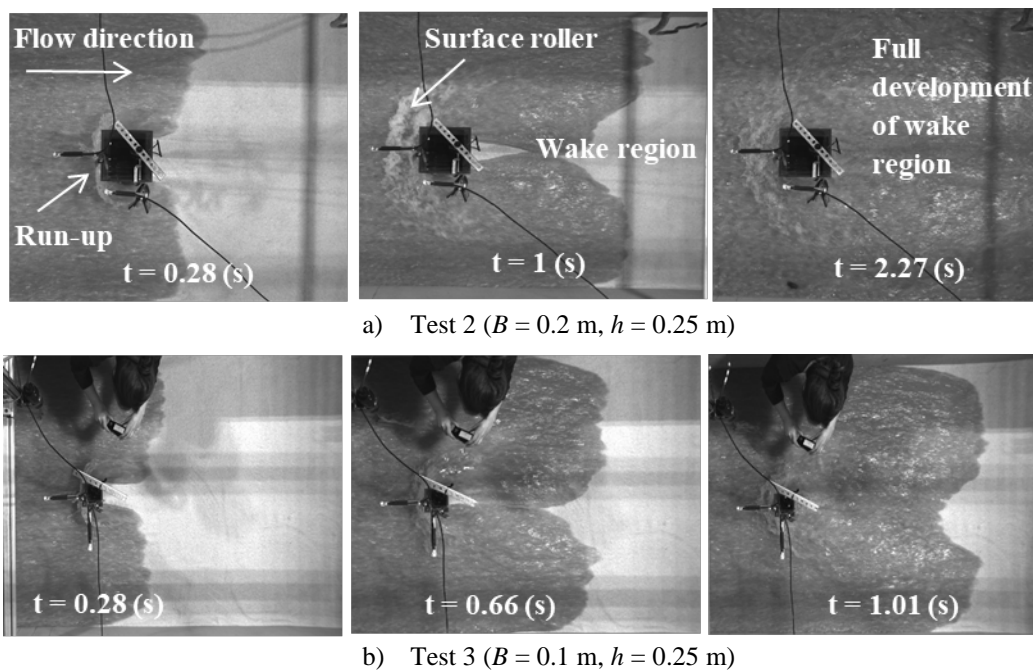 Flow direction
Run-up
t = 0.28 (s)
Surface roller
Wake region
t = 1 (s)
Full
development
of wake
region
t = 2.27 (s)
a) Test 2 (B = 0.2 m, h = 0.25 m)
t = 0.28 (s)
t = 0.66 (s)
t = 1.01 (s)
b) Test 3 (B = 0.1 m, h = 0.25 m)